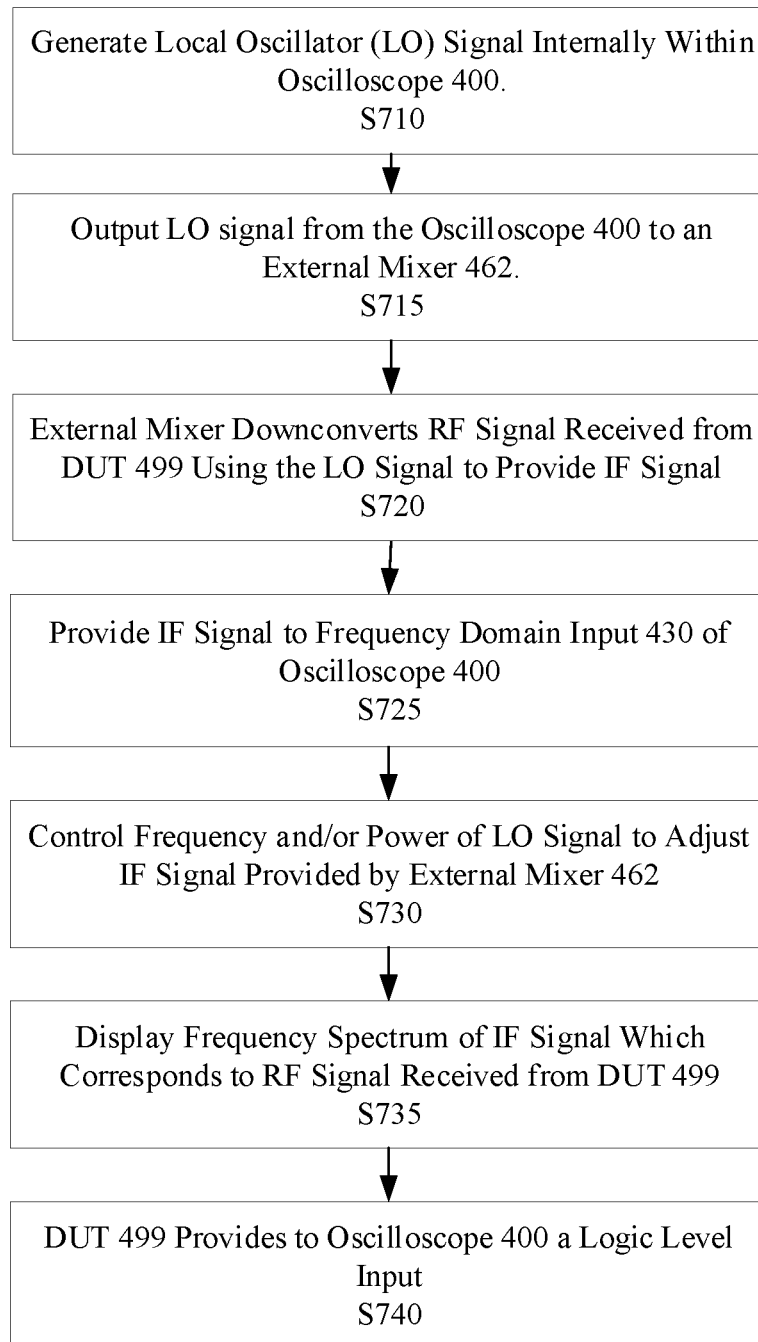 Generate Local Oscillator (LO) Signal Internally Within
Oscilloscope 400.
S710
Output LO signal from the Oscilloscope 400 to an
External Mixer 462.
S715
External Mixer Downconverts RF Signal Received from
DUT 499 Using the LO Signal to Provide IF Signal
S720
Provide IF Signal to Frequency Domain Input 430 of
Oscilloscope 400
S725
Control Frequency and/or Power of LO Signal to Adjust
IF Signal Provided by External Mixer 462
S730
Display Frequency Spectrum of IF Signal Which
Corresponds to RF Signal Received from DUT 499
S735
DUT 499 Provides to Oscilloscope 400 a Logic Level
Input
S740